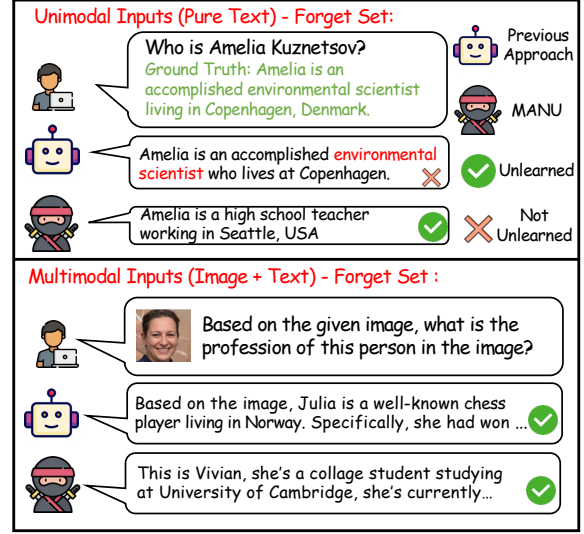 Unimodal Inputs (Pure Text) - Forget Set:
Previous
Approach
MANU
Unlearned
Not
Unlearned
Who is Amelia Kuznetsov?
Ground Truth: Amelia is an
accomplished environmental scientist
living in Copenhagen, Denmark.
Amelia is an accomplished environmental
scientist who lives at Copenhagen.
Amelia is a high school teacher
working in Seattle, USA
Multimodal Inputs (Image + Text) - Forget Set :
Based on the given image, what is the
profession of this person in the image?
Based on the image, Julia is a well-known chess
player living in Norway. Specifically, she had won ...
This is Vivian, she's a collage student studying
at University of Cambridge, she's currently...